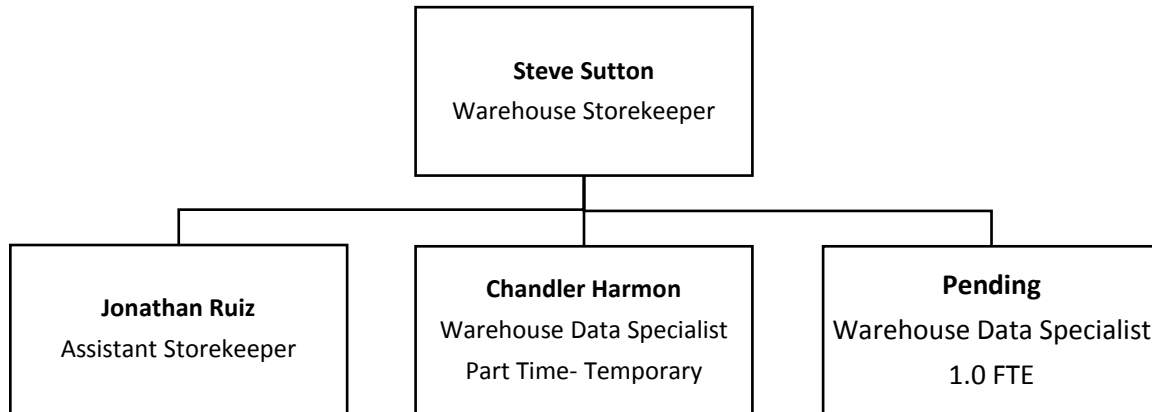 Steve Sutton
Warehouse Storekeeper
Jonathan Ruiz
Assistant Storekeeper
Chandler Harmon
Warehouse Data Specialist
Part Time- Temporary
Pending
Warehouse Data Specialist
1.0 FTE